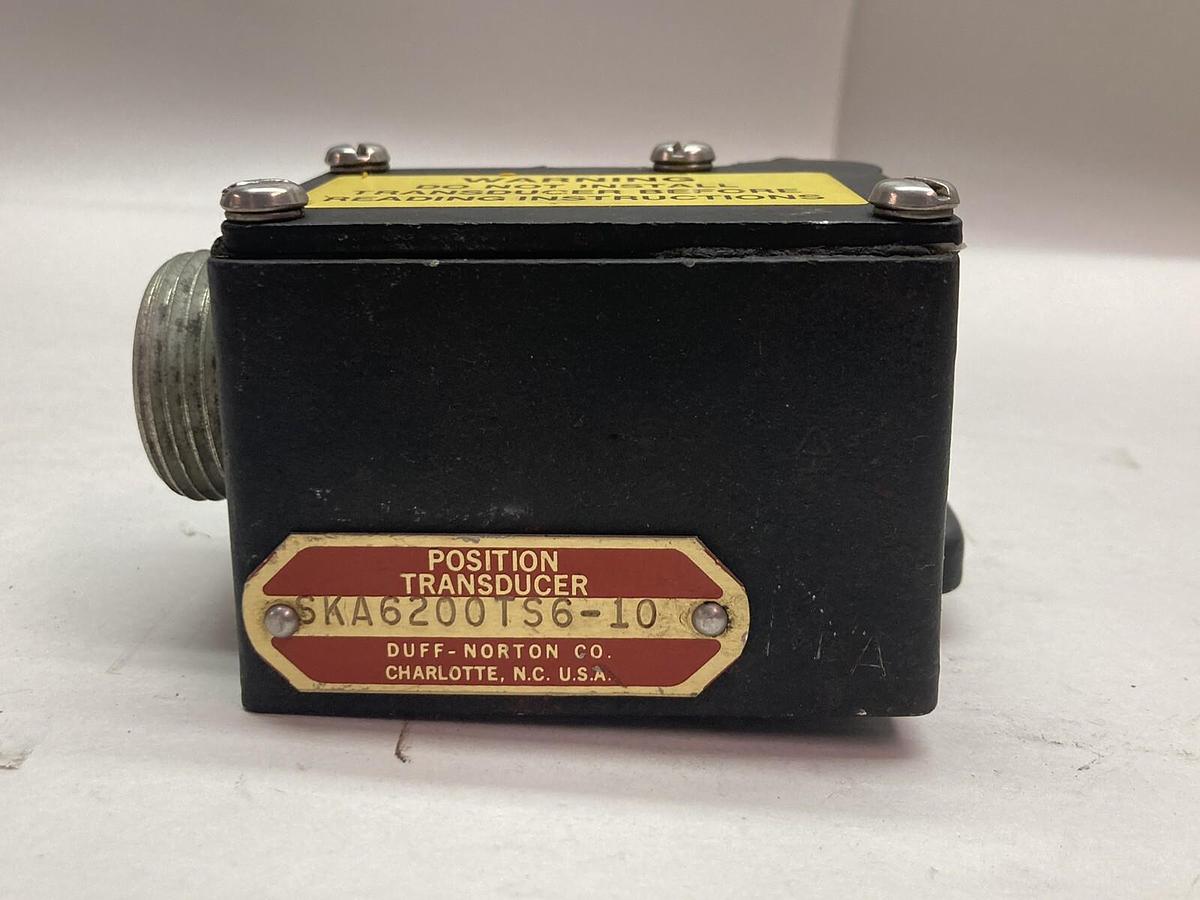 WARNING
DO NOT INSTALL
TRANSDUCER BEFORE
READING INSTRUCTIONS
POSITION
TRANSDUCER
SKA6200TS6-10
DUFF-NORTON CO.
CHARLOTTE, N.C. U.S.A.